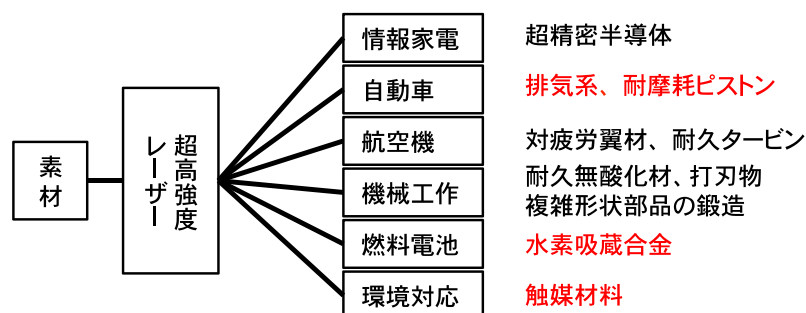 素材
超高強度
レーザー
情報家電
超精密半導体
自動車
排気系、耐摩耗ピストン
航空機
対疲労翼材、耐久タービン
機械工作
耐久無酸化材、打刃物
複雑形状部品の鍛造
燃料電池
水素吸蔵合金
環境対応
触媒材料